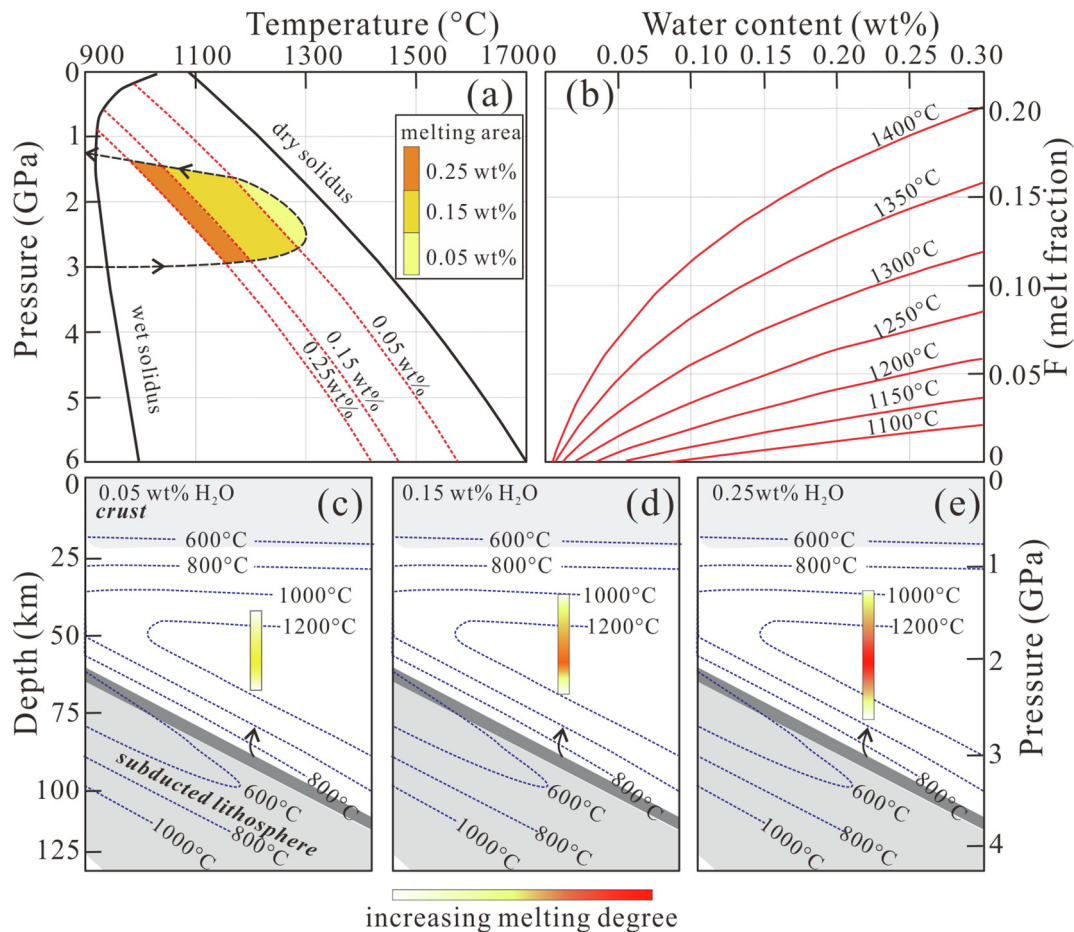 Temperature (°C)
900 1100 1300 1500 1700
0
1
2
3
4
5
6
Pressure (GPa)
(a)
dry solidus
wet solidus
melting area
0.25 wt%
0.15 wt%
0.05 wt%
0.05 wt%
0.15 wt%
0.25wt%
Water content (wt%)
0 0.05 0.10 0.15 0.20 0.25 0.30
(b)
0.20
0.15
0.10
0.05
0
F (melt fraction)
1400°C
1350°C
1300°C
1250°C
1200°C
1150°C
1100°C
0
25
50
75
100
125
Depth (km)
0.05 wt% H₂O
(c)
crust
600°C
800°C
1000°C
1200°C
800°C
600°C
subducted lithosphere
800°C
1000°C
0.15 wt% H₂O
(d)
600°C
800°C
1000°C
1200°C
800°C
600°C
800°C
1000°C
0.25wt% H₂O
(e)
600°C
800°C
1000°C
1200°C
800°C
600°C
800°C
1000°C
0
1
2
3
4
Pressure (GPa)
increasing melting degree